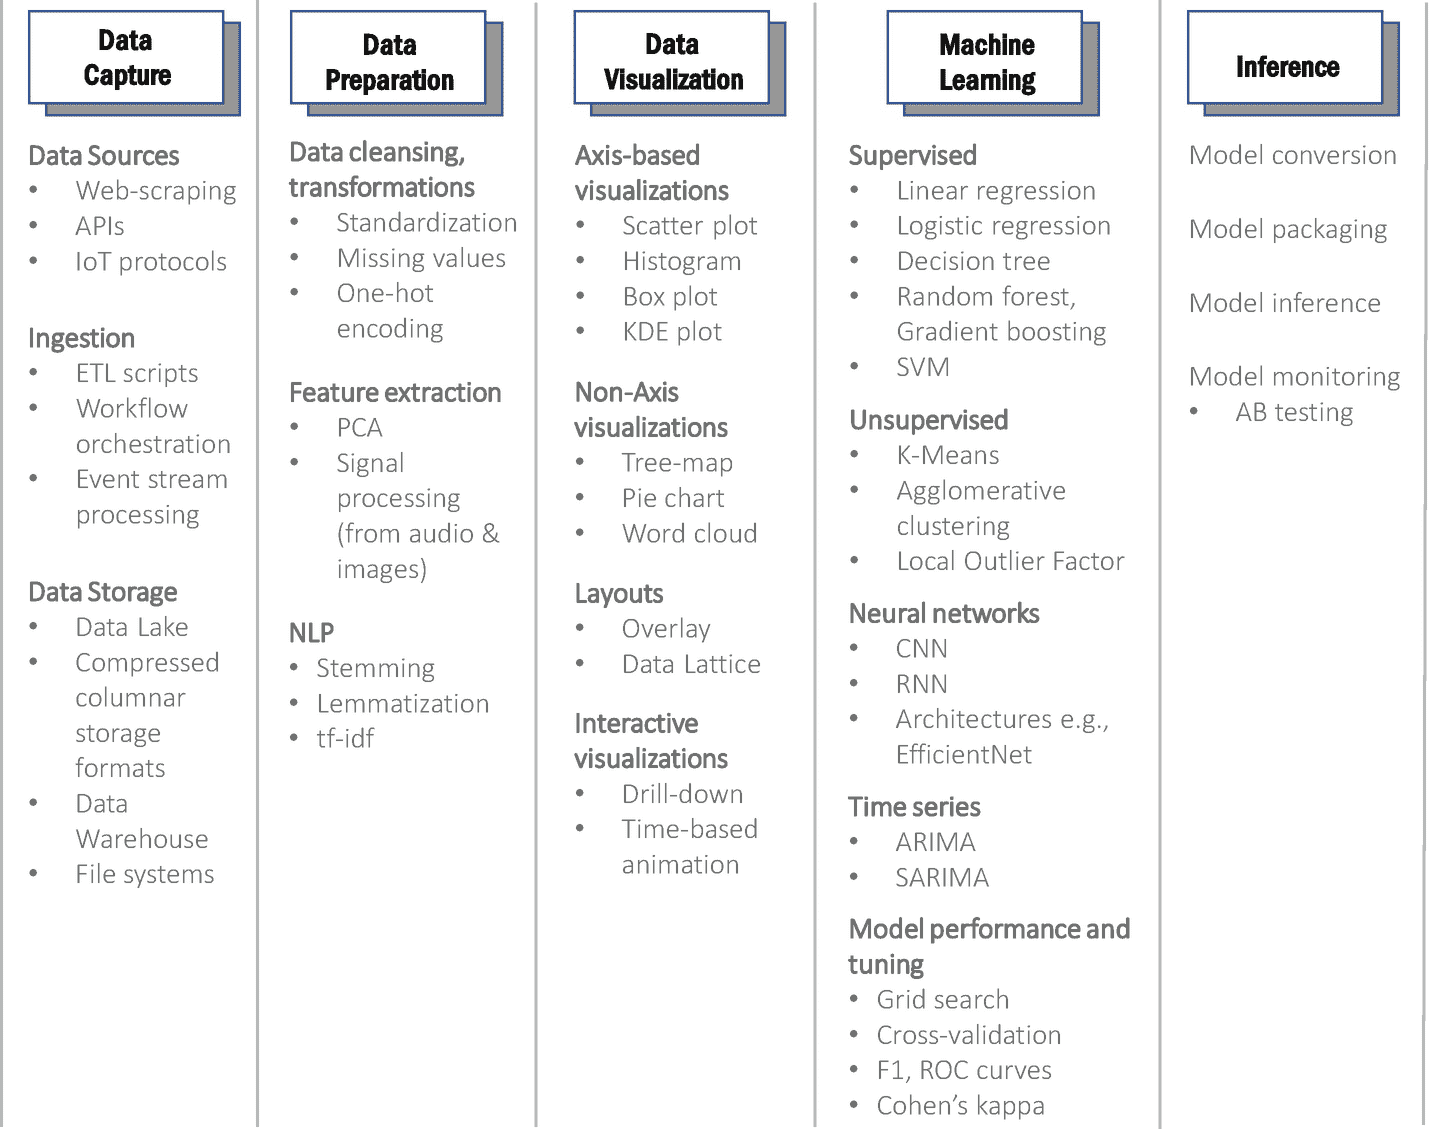 Data
Capture
Data Sources
• Web-scraping
• APIs
• IoT protocols
Ingestion
• ETL scripts
• Workflow
orchestration
• Event stream
processing
Data Storage
• Data Lake
• Compressed
columnar
storage
formats
• Data
Warehouse
• File systems
Data
Preparation
Data cleansing,
transformations
• Standardization
• Missing values
• One-hot
encoding
Feature extraction
• PCA
• Signal
processing
(from audio &
images)
NLP
• Stemming
• Lemmatization
• tf-idf
Data
Visualization
Axis-based
visualizations
• Scatter plot
• Histogram
• Box plot
• KDE plot
Non-Axis
visualizations
• Tree-map
• Pie chart
• Word cloud
Layouts
• Overlay
• Data Lattice
Interactive
visualizations
• Drill-down
• Time-based
animation
Machine
Learning
Supervised
• Linear regression
• Logistic regression
• Decision tree
• Random forest,
Gradient boosting
• SVM
Unsupervised
• K-Means
• Agglomerative
clustering
• Local Outlier Factor
Neural networks
• CNN
• RNN
• Architectures e.g.,
EfficientNet
Time series
• ARIMA
• SARIMA
Model performance and
tuning
• Grid search
• Cross-validation
• F1, ROC curves
• Cohen’s kappa
Inference
Model conversion
Model packaging
Model inference
Model monitoring
• AB testing